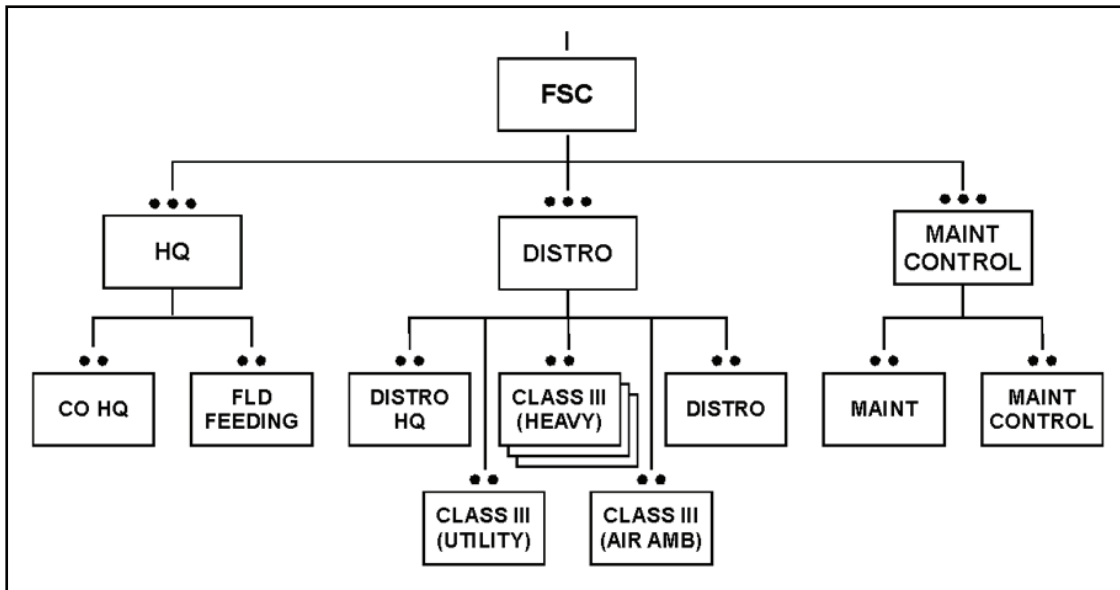 FSC
HQ
DISTRO
MAINT
CONTROL
CO HQ
FLD
FEEDING
DISTRO
HQ
CLASS III
(HEAVY)
DISTRO
MAINT
MAINT
CONTROL
CLASS III
(UTILITY)
CLASS III
(AIR AMB)